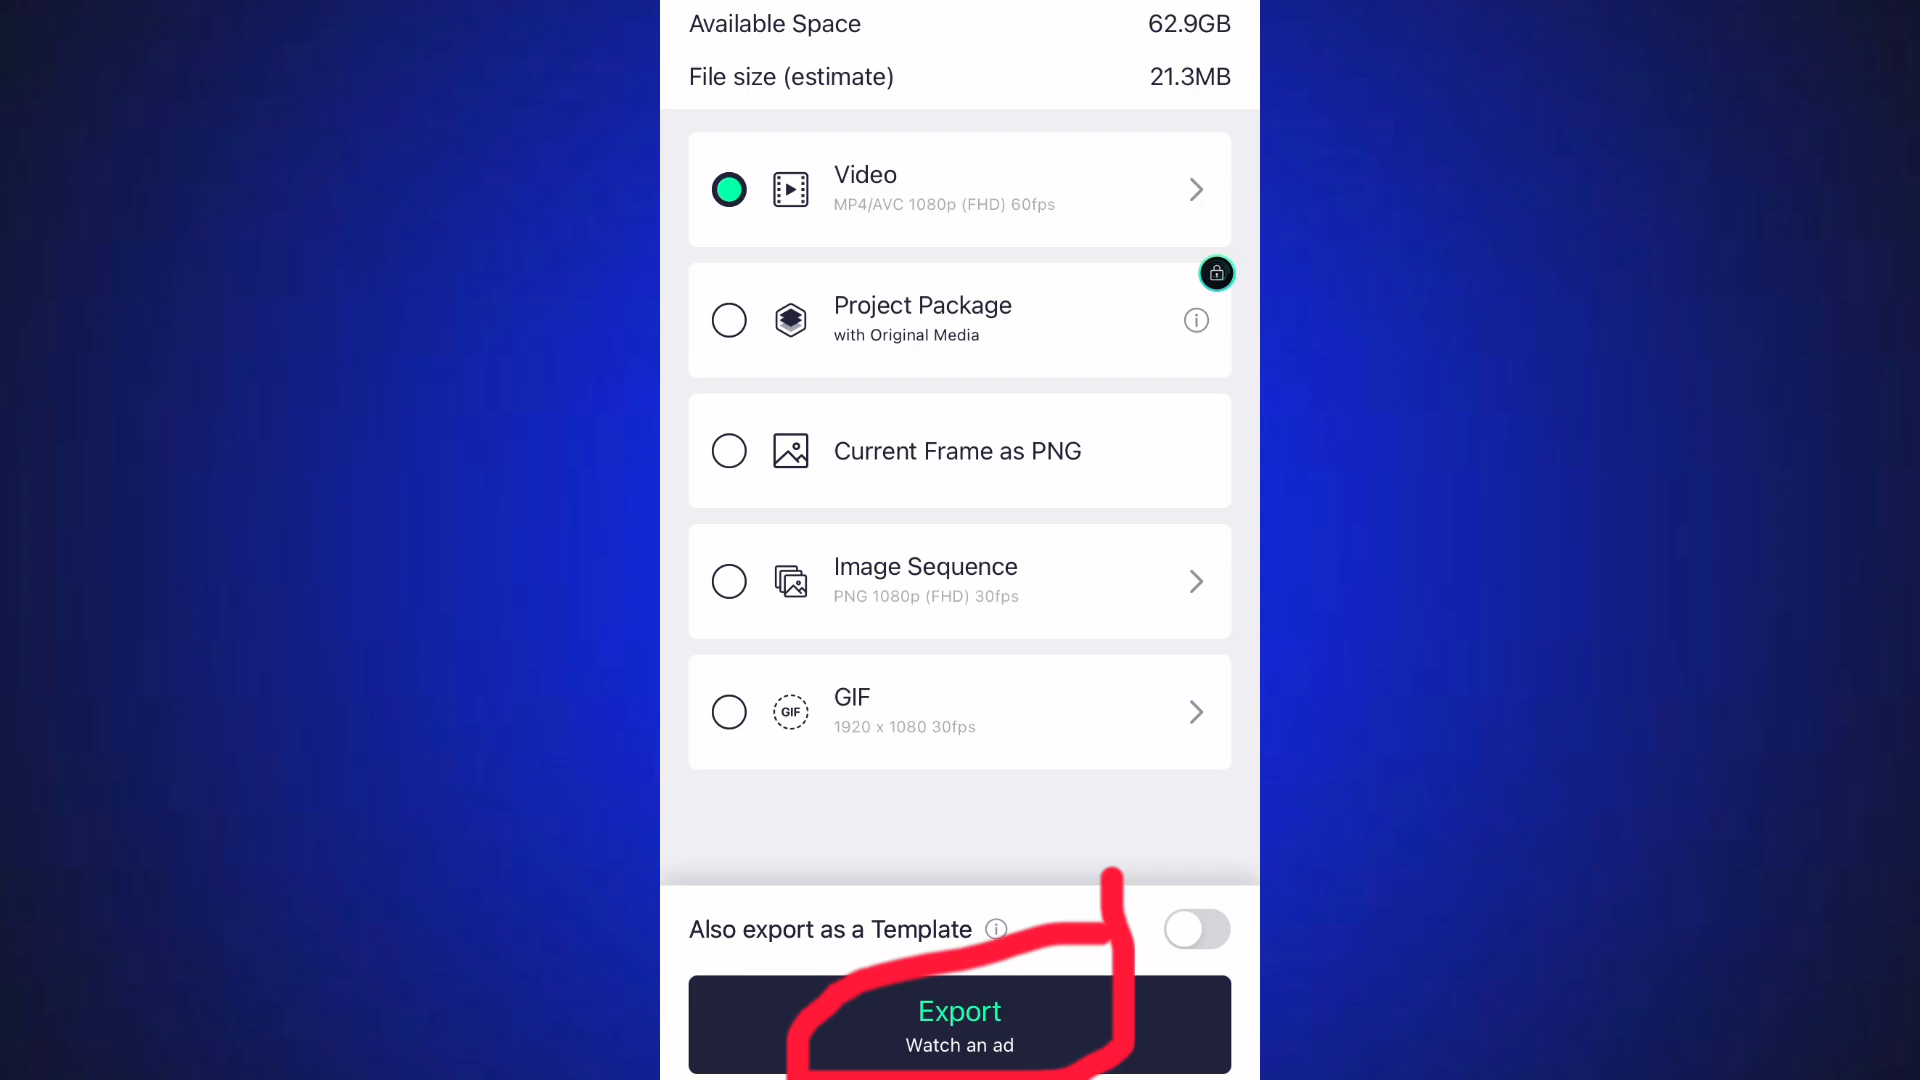 Available Space 62.9GB
File size (estimate) 21.3MB
Video
MP4/AVC 1080p (FHD) 60fps
Project Package
with Original Media
Current Frame as PNG
Image Sequence
PNG 1080p (FHD) 30fps
GIF
GIF
1920 x 1080 30fps
Also export as a Template
Export
Watch an ad